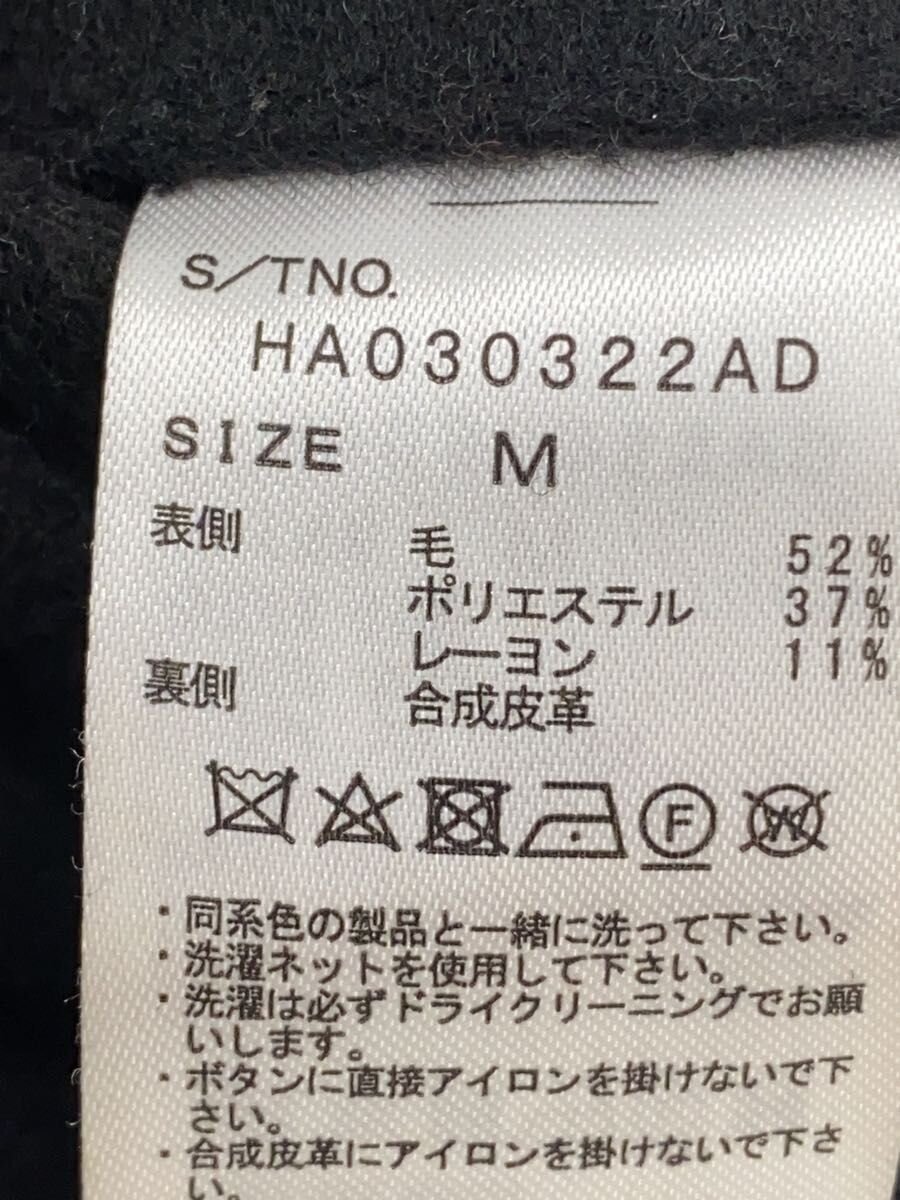 S/TNO.
HA030322AD
SIZE M
表側 毛 52%
ポリエステル 37%
レーヨン 11%
裏側 合成皮革
F W
・同系色の製品と一緒に洗って下さい。
・洗濯ネットを使用して下さい。
・洗濯は必ずドライクリーニングでお願
いします。
・ボタンに直接アイロンを掛けないで下
さい。
・合成皮革にアイロンを掛けないで下さ
い。